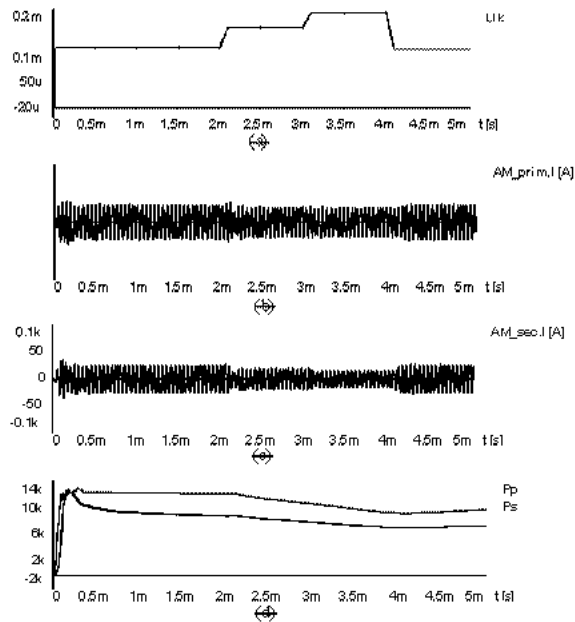 0.2m
0.1m
50u
-20u
0 0.5m 1m 1.5m 2m 2.5m 3m 3.5m 4m 4.5m 5m t [s]
AM_prim.I [A]
0 0.5m 1m 1.5m 2m 2.5m 3m 3.5m 4m 4.5m 5m t [s]
(b)
0.1k AM_sec.I [A]
50
0
-50
-0.1k
0 0.5m 1m 1.5m 2m 2.5m 3m 3.5m 4m 4.5m 5m t [s]
14k Pp
10k Ps
6k
2k
-2k
0 0.5m 1m 1.5m 2m 2.5m 3m 3.5m 4m 4.5m 5m t [s]
(d)